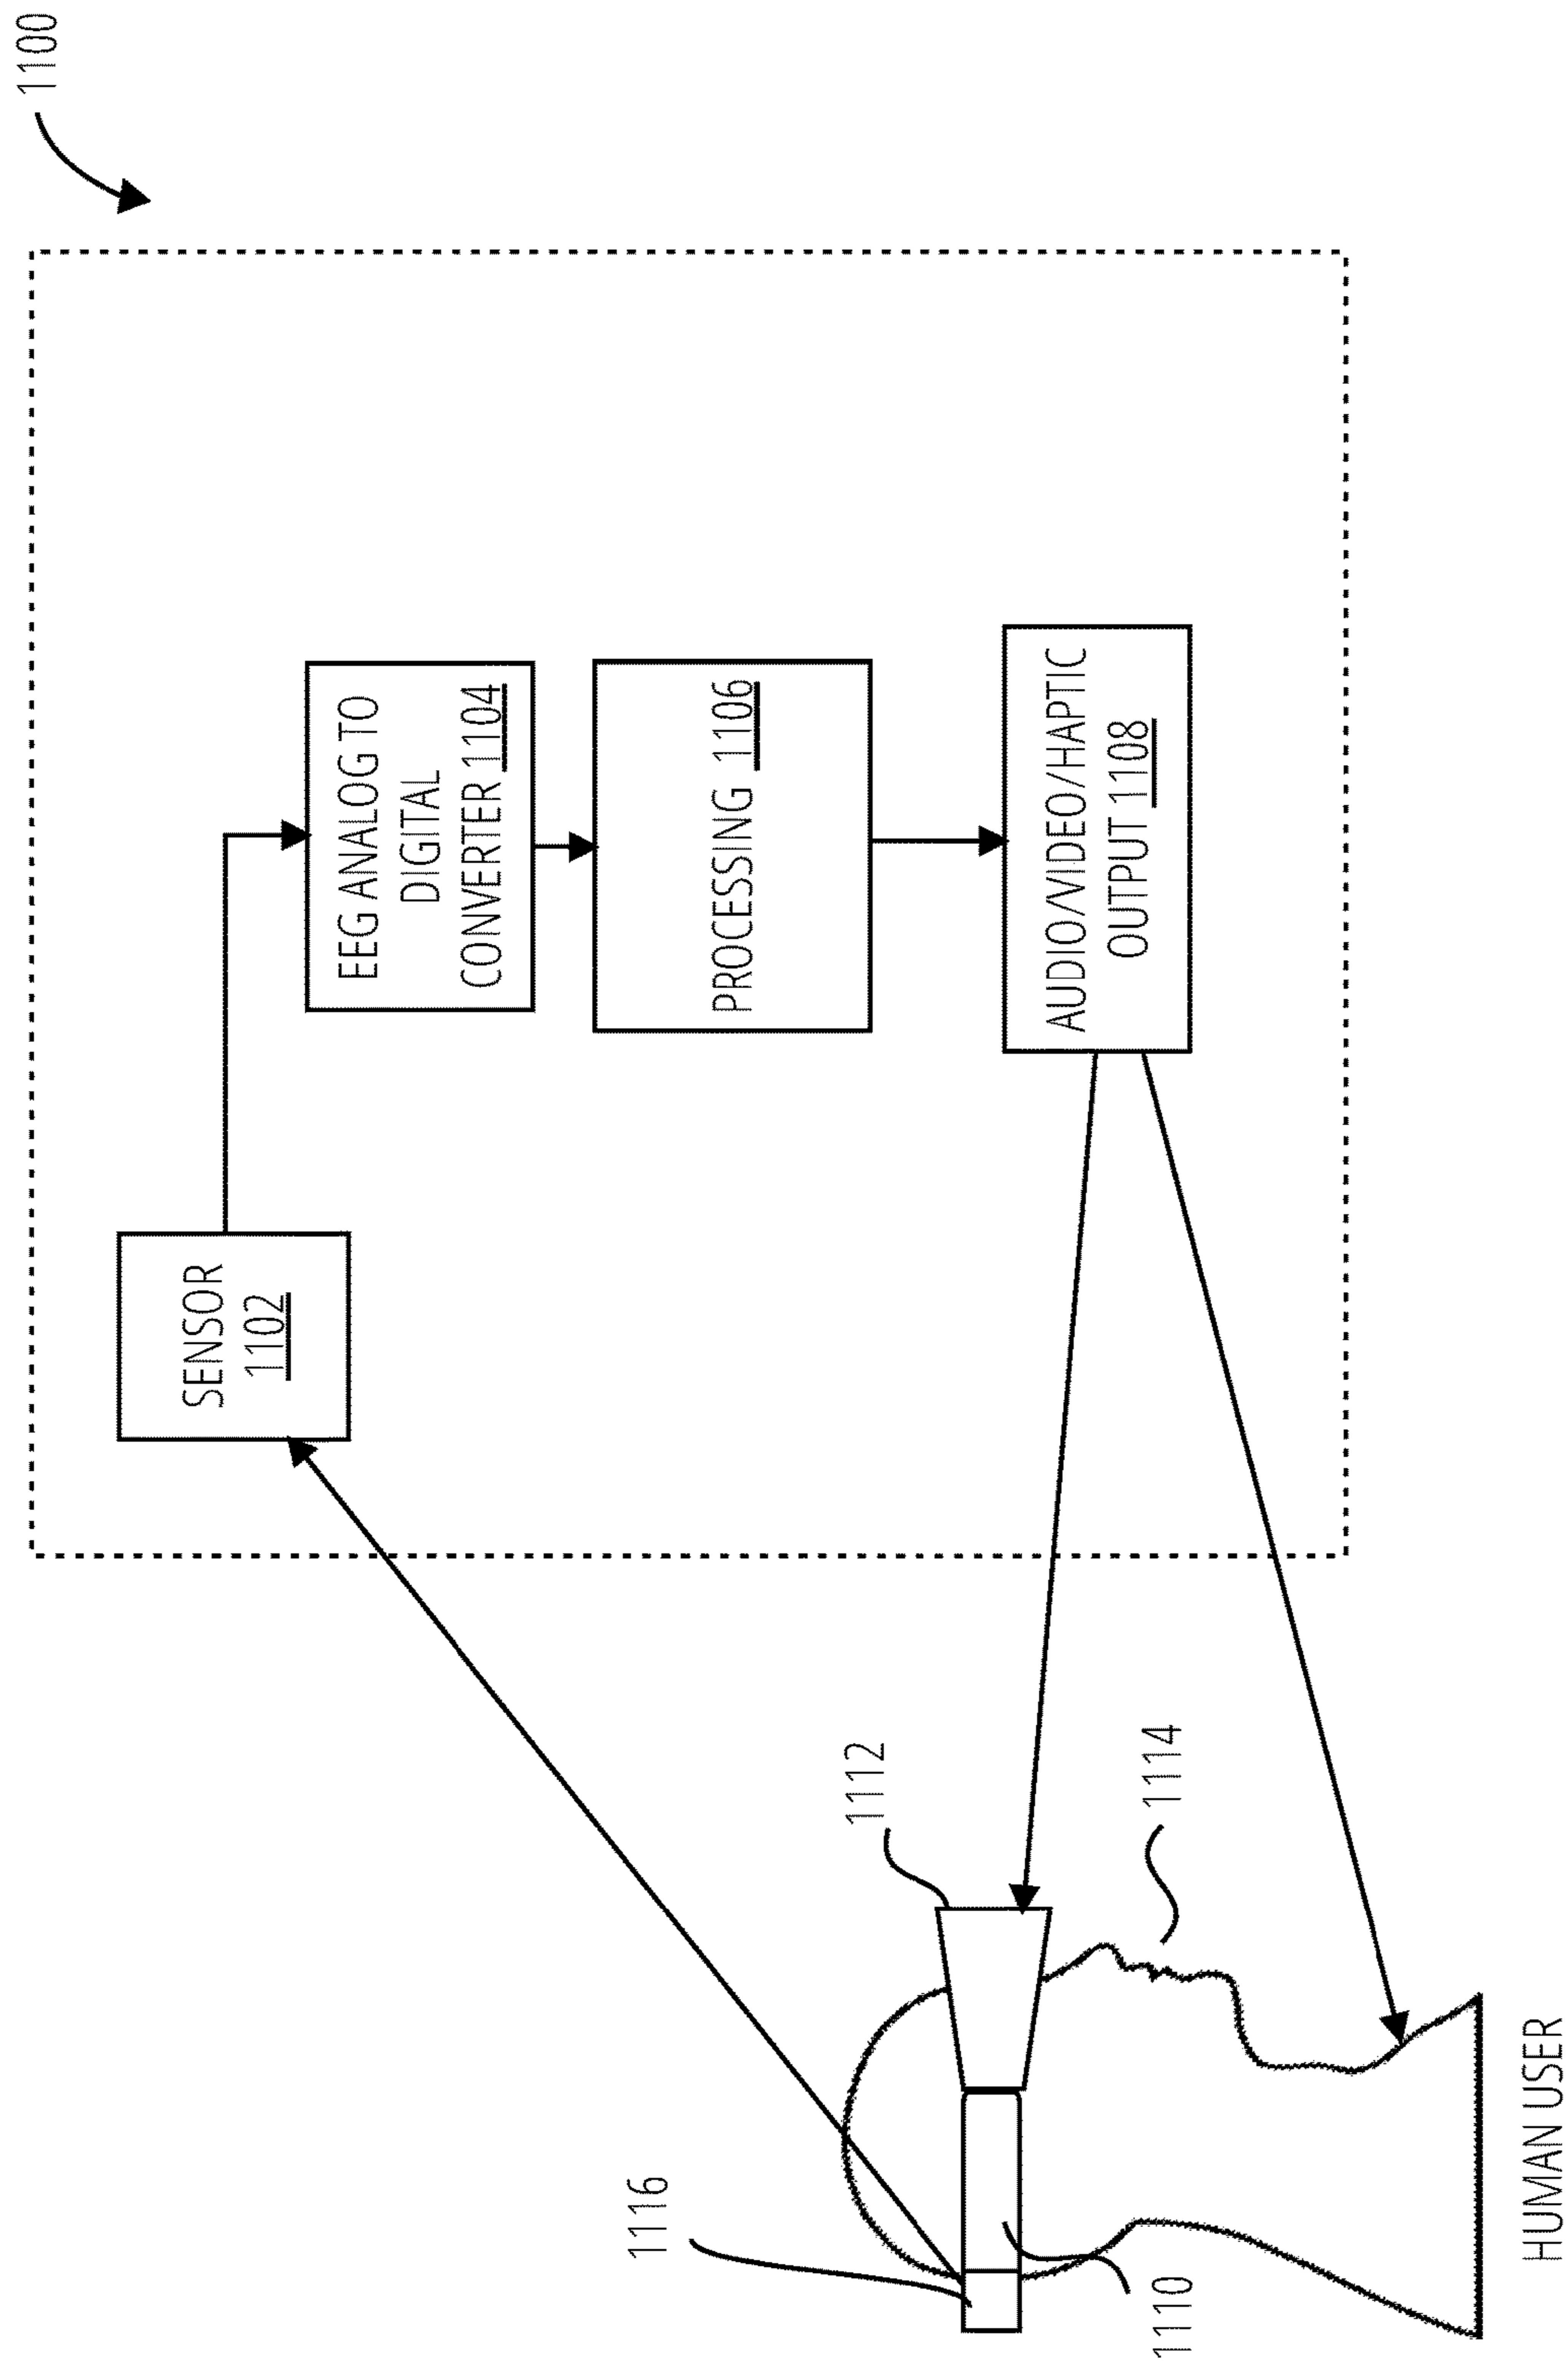 1100
SENSOR
1102
EEG ANALOG TO
DIGITAL
CONVERTER 1104
PROCESSING 1106
AUDIO/VIDEO/HAPTIC
OUTPUT 1108
1116
1112
1114
1110
HUMAN USER